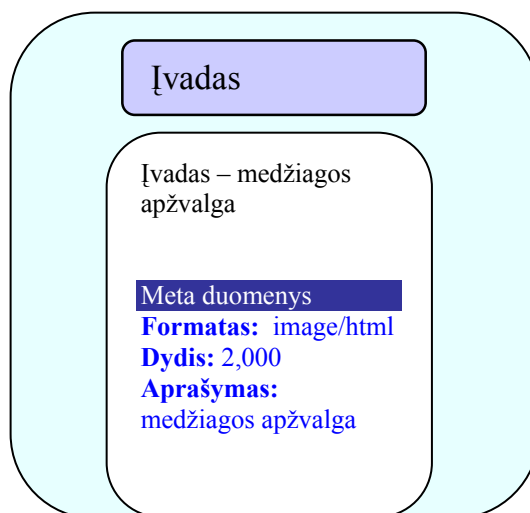 Įvadas
Įvadas – medžiagos
apžvalga
Meta duomenys
Formatas: image/html
Dydis: 2,000
Aprašymas:
medžiagos apžvalga